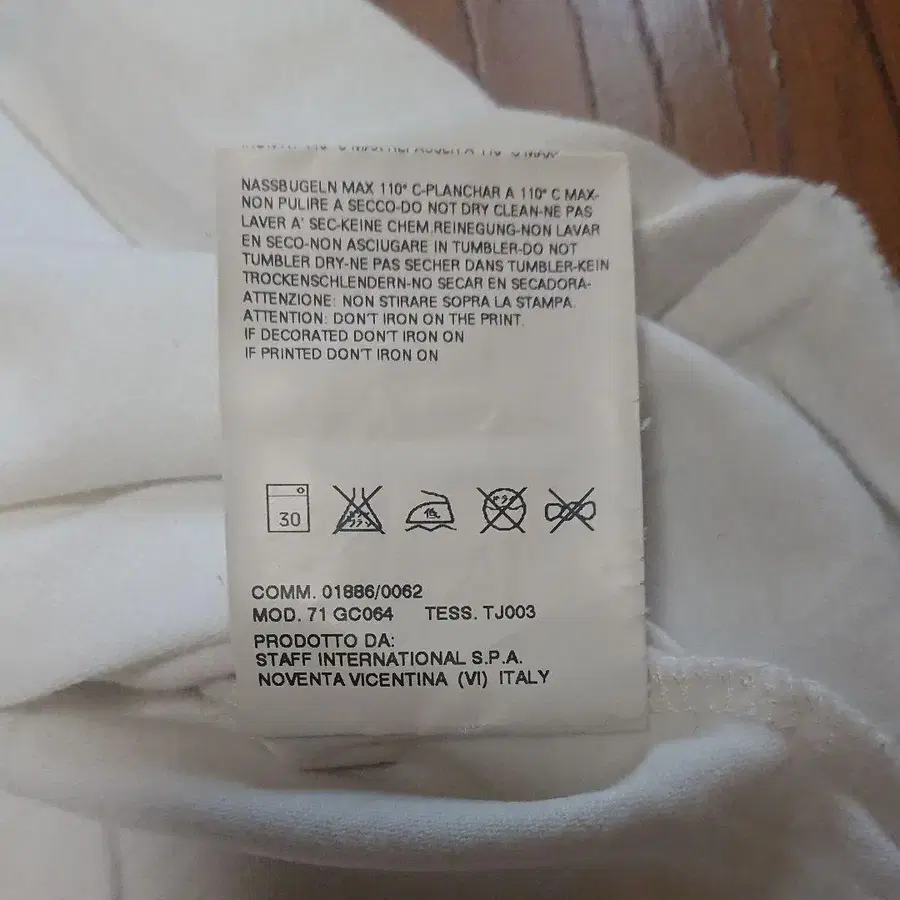 NASSBUGELN MAX 110° C-PLANCHAR A 110° C MAX-
NON PULIRE A SECCO-DO NOT DRY CLEAN-NE PAS
LAVER A' SEC-KEINE CHEM.REINEGUNG-NON LAVAR
EN SECO-NON ASCIUGARE IN TUMBLER-DO NOT
TUMBLER DRY-NE PAS SECHER DANS TUMBLER-KEIN
TROCKENSCHLENDERN-NO SECAR EN SECADORA-
ATTENZIONE: NON STIRARE SOPRA LA STAMPA.
ATTENTION: DON'T IRON ON THE PRINT.
IF DECORATED DON'T IRON ON
IF PRINTED DON'T IRON ON
30
COMM. 01886/0062
MOD. 71 GC064 TESS. TJ003
PRODOTTO DA:
STAFF INTERNATIONAL S.P.A.
NOVENTA VICENTINA (VI) ITALY